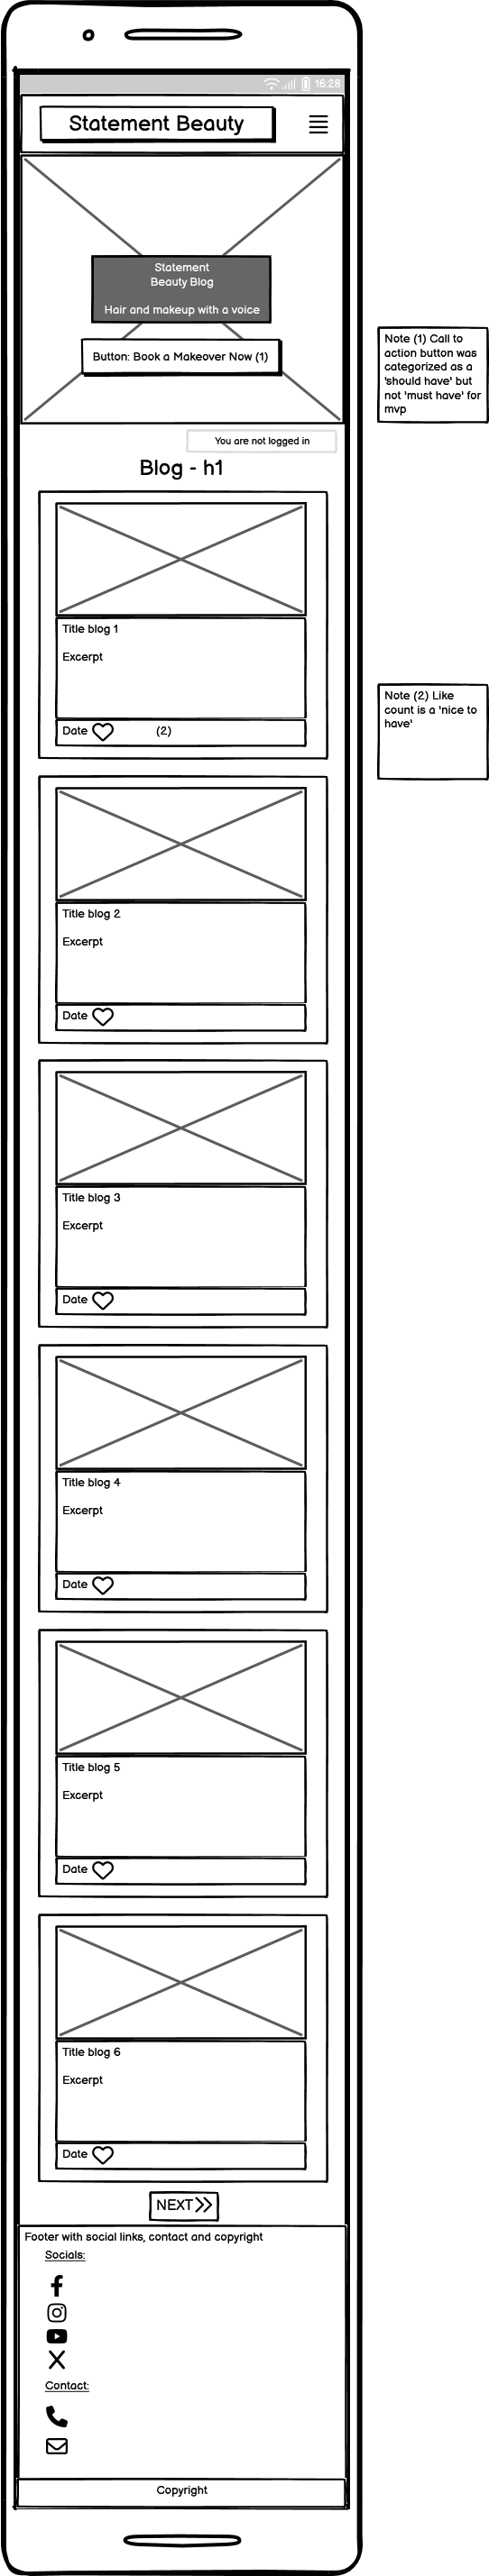 16:28
Statement Beauty
Statement
Beauty Blog
Hair and makeup with a voice
Button: Book a Makeover Now (1)
Note (1) Call to
action button was
categorized as a
'should have' but
not 'must have' for
mvp
You are not logged in
Blog - h1
Title blog 1
Excerpt
Date (2)
Note (2) Like
count is a 'nice to
have'
Title blog 2
Excerpt
Date
Title blog 3
Excerpt
Date
Title blog 4
Excerpt
Date
Title blog 5
Excerpt
Date
Title blog 6
Excerpt
Date
NEXT
Footer with social links, contact and copyright
Socials:
Contact:
Copyright